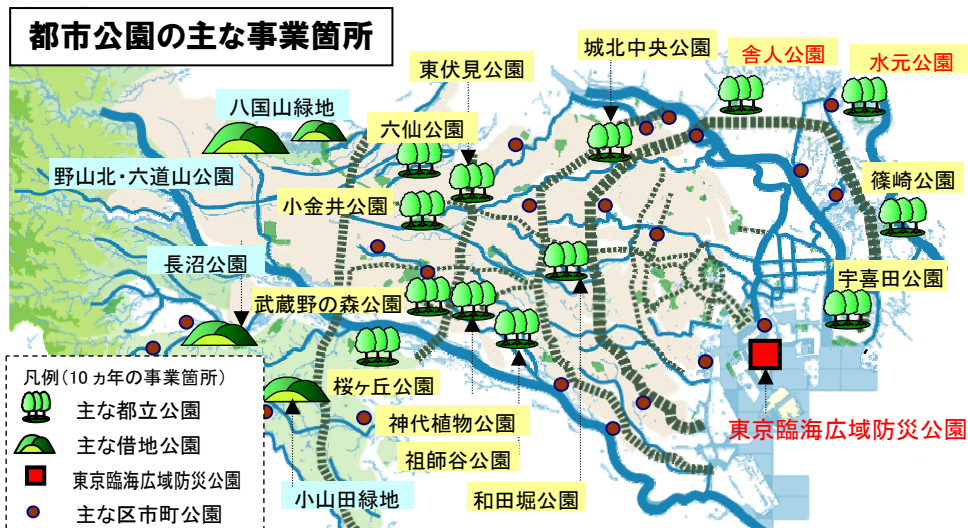 都市公園の主な事業箇所
城北中央公園
舎人公園
水元公園
東伏見公園
八国山緑地
六仙公園
野山北・六道山公園
篠崎公園
小金井公園
長沼公園
宇喜田公園
武蔵野の森公園
桜ヶ丘公園
神代植物公園
東京臨海広域防災公園
祖師谷公園
小山田緑地
和田堀公園
凡例(10ヵ年の事業箇所)
主な都立公園
主な借地公園
東京臨海広域防災公園
主な区市町公園